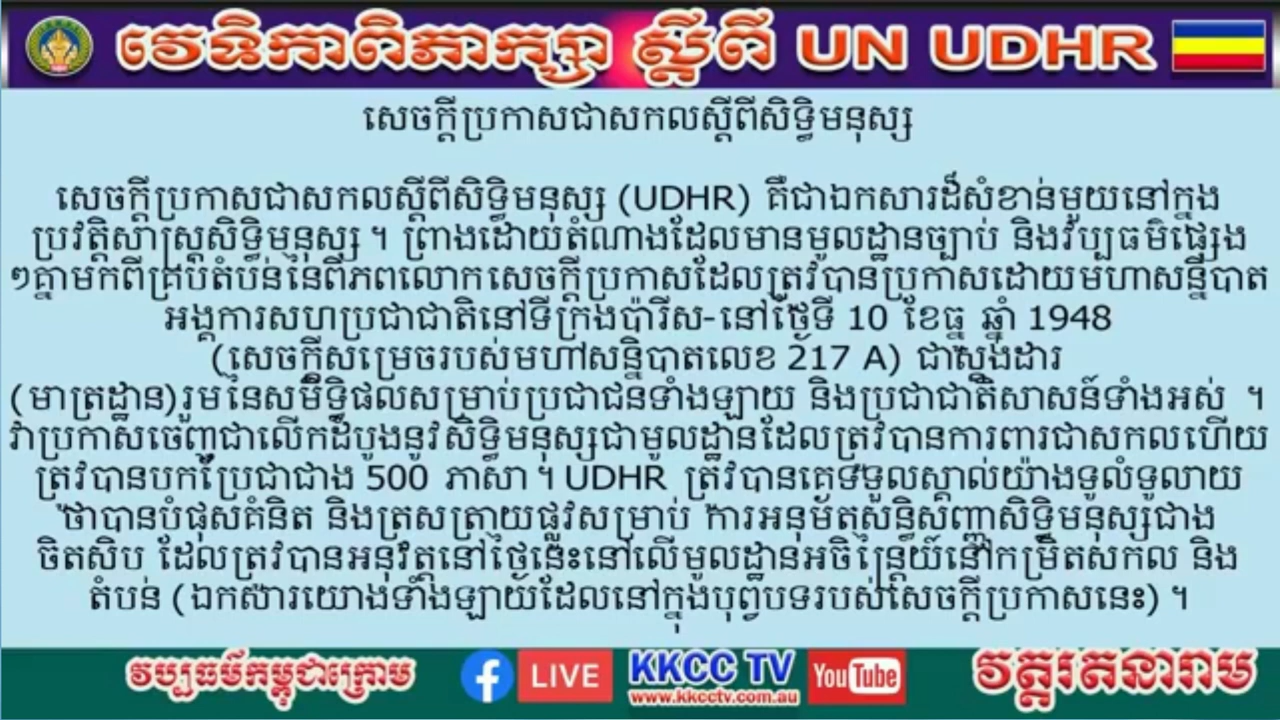 វេទិកាពិភាក្សា ស្តីពី UN UDHR
សេចក្តីប្រកាសជាសកលស្តីពីសិទ្ធិមនុស្ស
សេចក្តីប្រកាសជាសកលស្តីពីសិទ្ធិមនុស្ស (UDHR) គឺជាឯកសារដ៏សំខាន់មួយនៅក្នុង
ប្រវត្តិសាស្ត្រសិទ្ធិមនុស្ស ។ ព្រាងដោយតំណាងដែលមានមូលដ្ឋានច្បាប់ និងវប្បធម៌ផ្សេង
ៗគ្នាមកពីគ្រប់តំបន់នៃពិភពលោកសេចក្តីប្រកាសដែលត្រូវបានប្រកាសដោយមហាសន្និបាត
អង្គការសហប្រជាជាតិនៅទីក្រុងប៉ារីស-នៅថ្ងៃទី 10 ខែធ្នូ ឆ្នាំ 1948
(សេចក្តីសម្រេចរបស់មហាសន្និបាតលេខ 217 A) ជាស្តង់ដារ
(មាត្រដ្ឋាន)រួមនៃសមិទ្ធិផលសម្រាប់ប្រជាជនទាំងឡាយ និងប្រជាជាតិសាសន៍ទាំងអស់ ។
វាប្រកាសចេញជាលើកដំបូងនូវសិទ្ធិមនុស្សជាមូលដ្ឋានដែលត្រូវបានការពារជាសកលហើយ
ត្រូវបានបកប្រែជាជាង 500 ភាសា ។ UDHR ត្រូវបានគេទទួលស្គាល់យ៉ាងទូលំទូលាយ
ថាបានបំផុសគំនិត និងត្រួសត្រាយផ្លូវសម្រាប់ ការអនុម័តសន្ធិសញ្ញាសិទ្ធិមនុស្សជាង
ចិតសិប ដែលត្រូវបានអនុវត្តនៅថ្ងៃនេះនៅលើមូលដ្ឋានអចិន្ត្រៃយ៍នៅកម្រិតសកល និង
តំបន់ (ឯកសារយោងទាំងឡាយដែលនៅក្នុងបុព្វបទរបស់សេចក្តីប្រកាសនេះ) ។
វប្បធម៌កម្ពុជាក្រោម LIVE KKCC TV YouTube វត្តរតនារាម
www.kkcctv.com.au